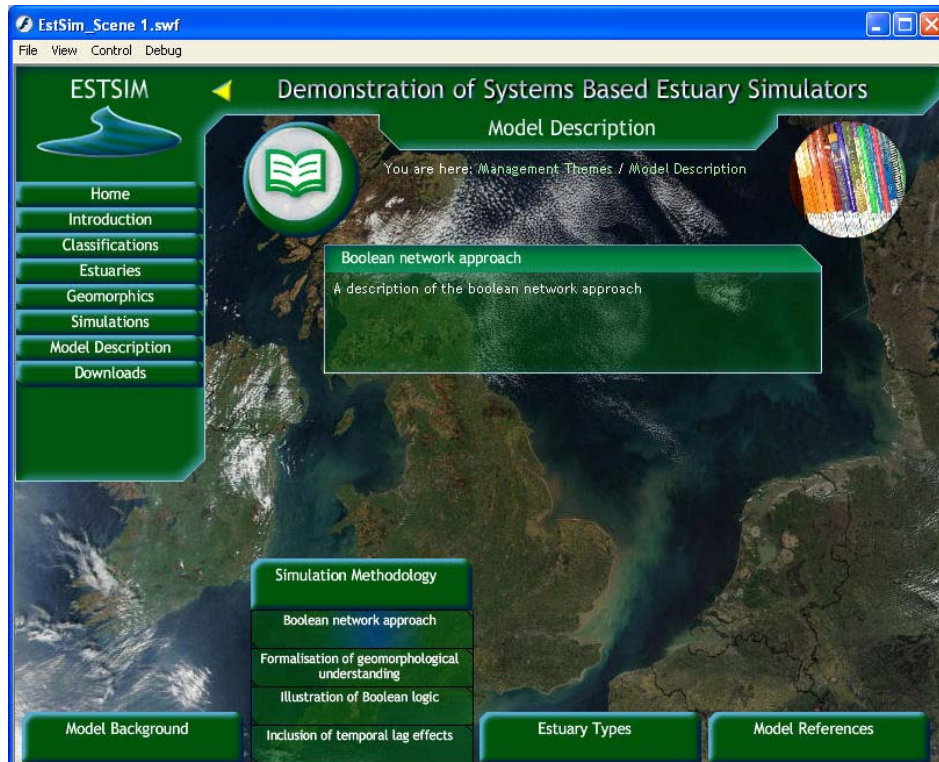 EstSim_Scene 1.swf
File View Control Debug
ESTSIM
Demonstration of Systems Based Estuary Simulators
Model Description
You are here: Management Themes / Model Description
Home
Introduction
Classifications
Estuaries
Geomorphics
Simulations
Model Description
Downloads
Boolean network approach
A description of the boolean network approach
Simulation Methodology
Boolean network approach
Formalisation of geomorphological
understanding
Illustration of Boolean logic
Inclusion of temporal lag effects
Model Background
Estuary Types
Model References